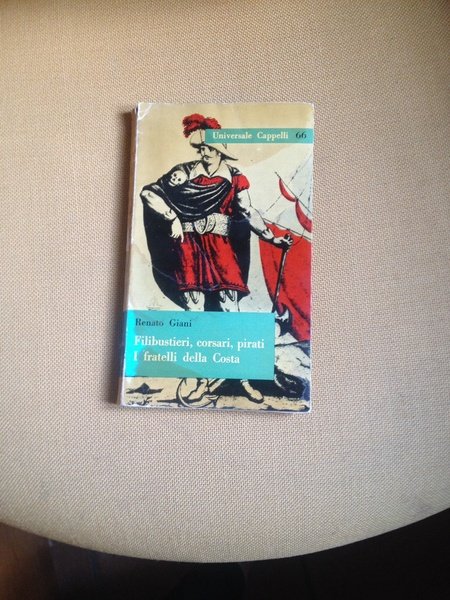 Universale Cappelli 66
Renato Giani
Filibustieri, corsari, pirati
I fratelli della Costa